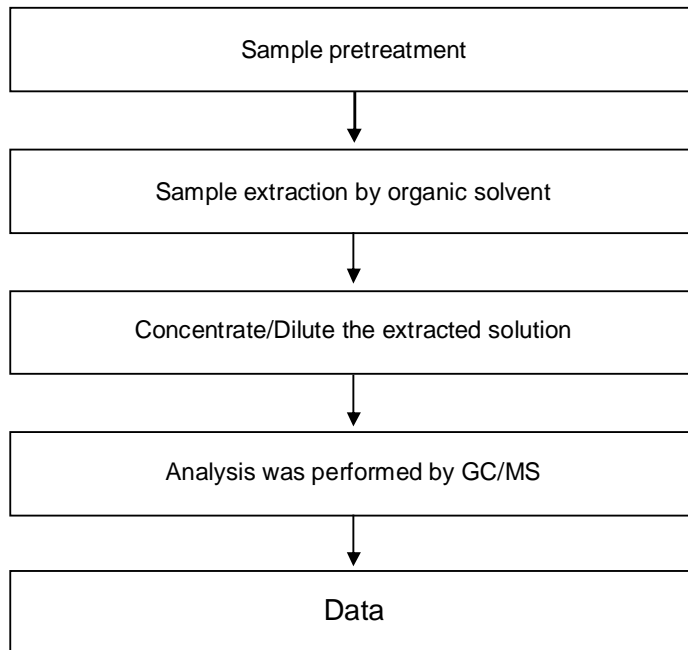 Sample pretreatment
Sample extraction by organic solvent
Concentrate/Dilute the extracted solution
Analysis was performed by GC/MS
Data